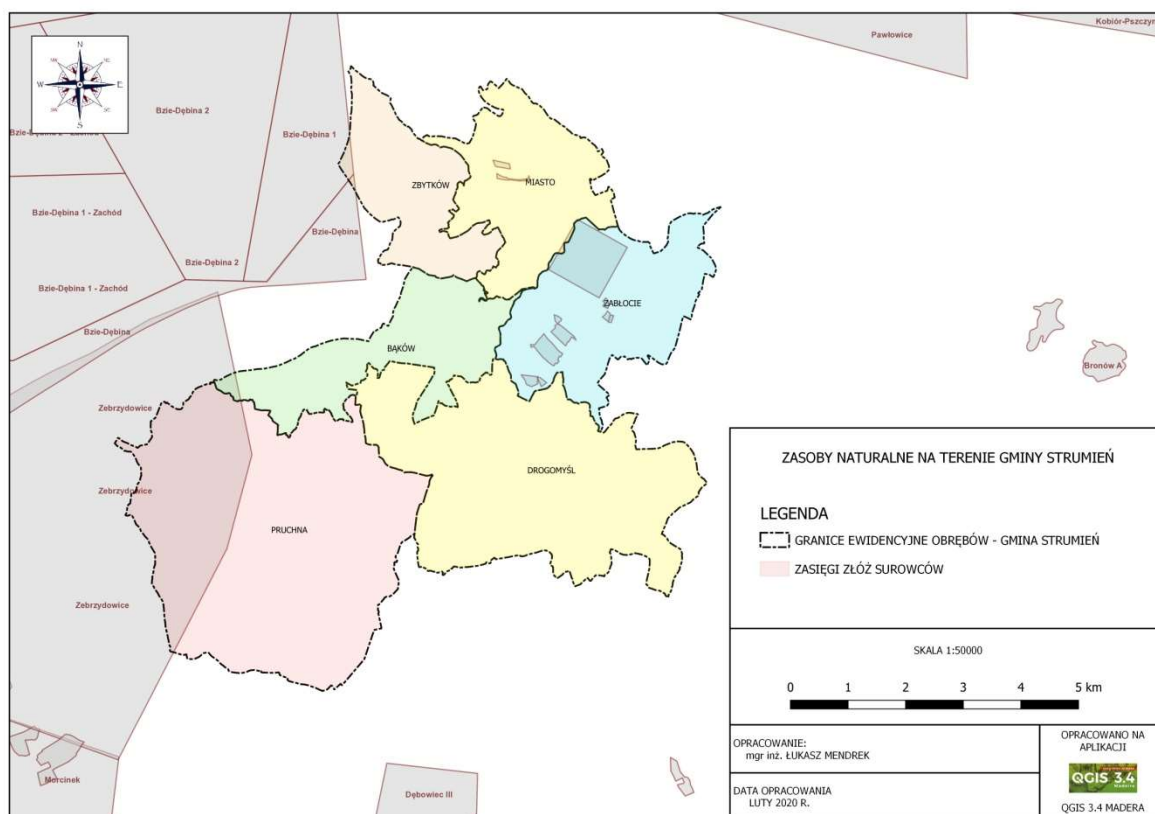 Kobiór-Pszczyn
Pawłowice
N
W
E
S
Bzie-Dębina 2
Bzie-Dębina 1
ZBYTKÓW
MIASTO
Bzie-Dębina 1 - Zachód
Bzie-Dębina
Bzie-Dębina 2
Bzie-Dębina 1 - Zachód
ZABŁOCIE
Bzie-Dębina
BĄKÓW
Bronów A
Zebrzydowice
DROGOMYŚL
Zebrzydowice
PRUCHNA
Zebrzydowice
Morcinek
Dębowiec III
ZASOBY NATURALNE NA TERENIE GMINY STRUMIEŃ
LEGENDA
GRANICE EWIDENCYJNE OBRĘBÓW - GMINA STRUMIEŃ
ZASIĘGI ZŁÓŻ SUROWCÓW
SKALA 1:50000
0 1 2 3 4 5 km
OPRACOWANIE:
mgr inż. ŁUKASZ MENDREK
DATA OPRACOWANIA
LUTY 2020 R.
OPRACOWANO NA
APLIKACJI
QGIS 3.4
Madeira
QGIS 3.4 MADERA